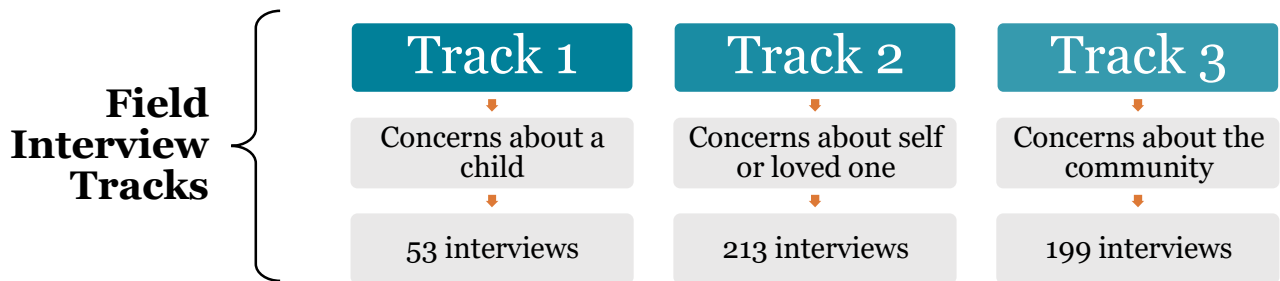 Field
Interview
Tracks
Track 1
Concerns about a
child
53 interviews
Track 2
Concerns about self
or loved one
213 interviews
Track 3
Concerns about the
community
199 interviews